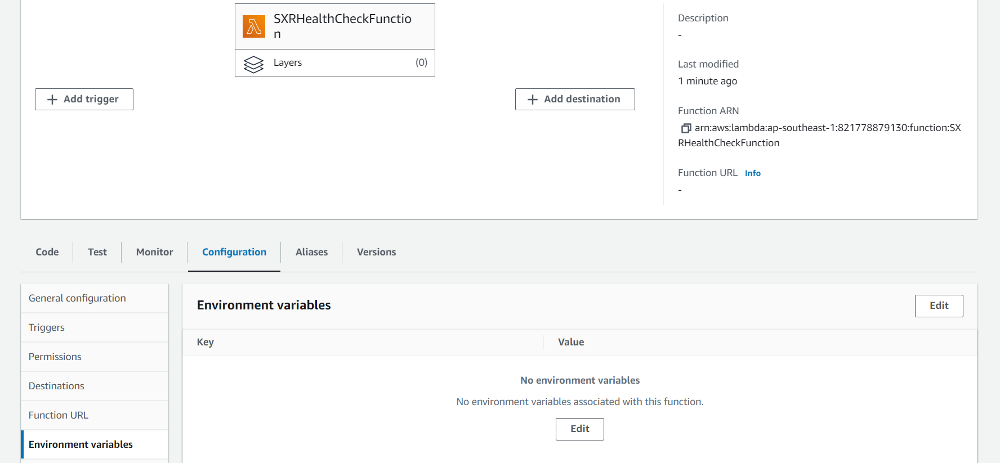 SXRHealthCheckFunctio
n
Layers
(0)
Add trigger
Add destination
Description
-
Last modified
1 minute ago
Function ARN
arn:aws:lambda:ap-southeast-1:821778879130:function:SX
RHealthCheckFunction
Function URL Info
-
Code
Test
Monitor
Configuration
Aliases
Versions
General configuration
Triggers
Permissions
Destinations
Function URL
Environment variables
Environment variables
Edit
Key
Value
No environment variables
No environment variables associated with this function.
Edit